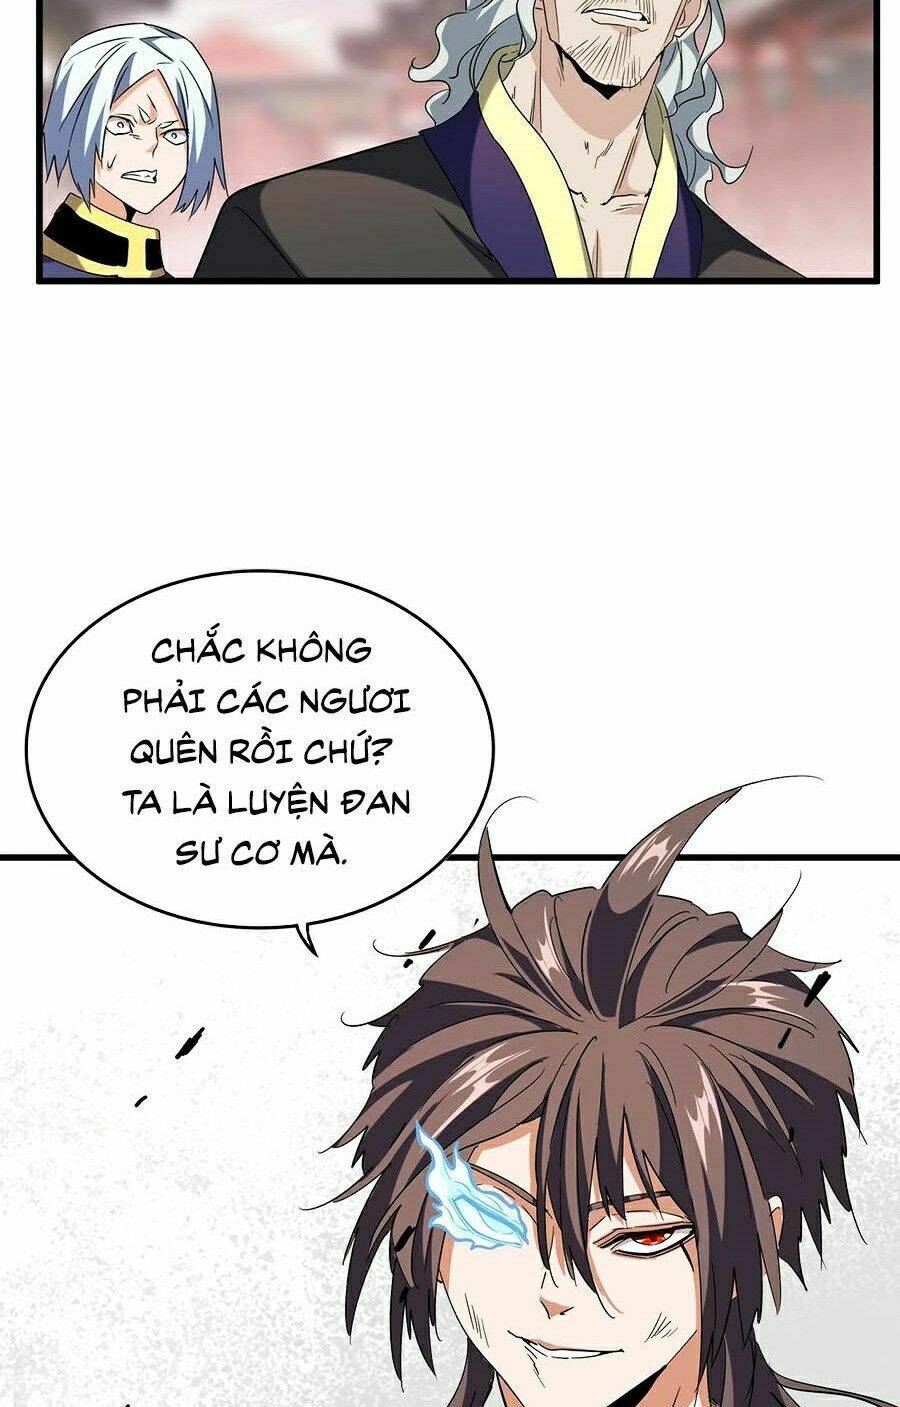 CHẮC KHÔNG
PHẢI CÁC NGƯƠI
QUÊN RỒI CHỨ?
TA LÀ LUYỆN ĐAN
SƯ CƠ MÀ.